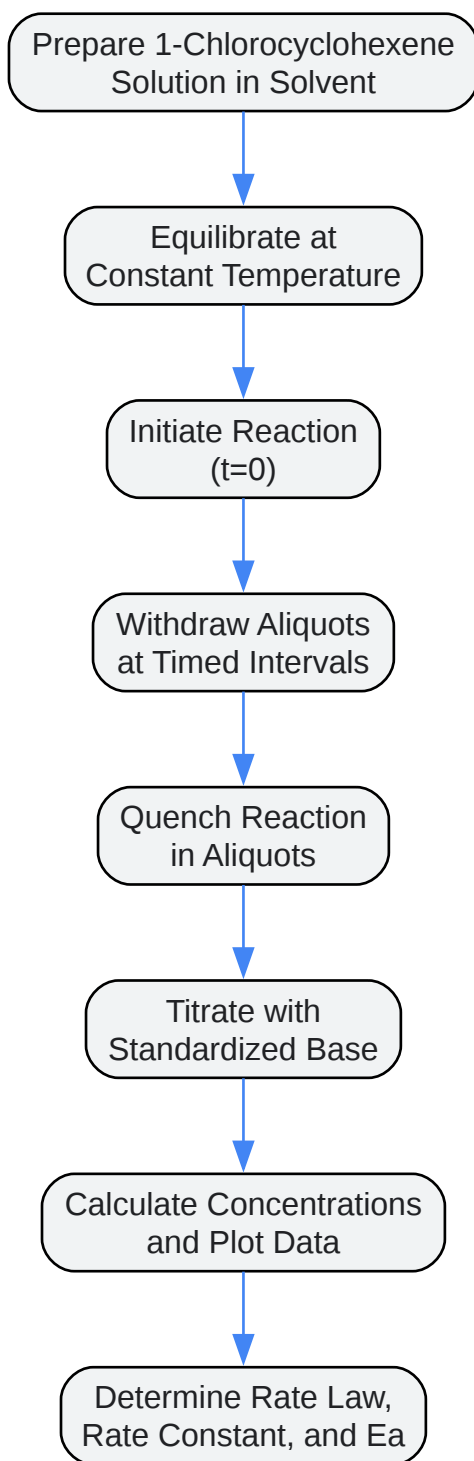 Prepare 1-Chlorocyclohexene
Solution in Solvent
Equilibrate at
Constant Temperature
Initiate Reaction
(t=0)
Withdraw Aliquots
at Timed Intervals
Quench Reaction
in Aliquots
Titrate with
Standardized Base
Calculate Concentrations
and Plot Data
Determine Rate Law,
Rate Constant, and Ea